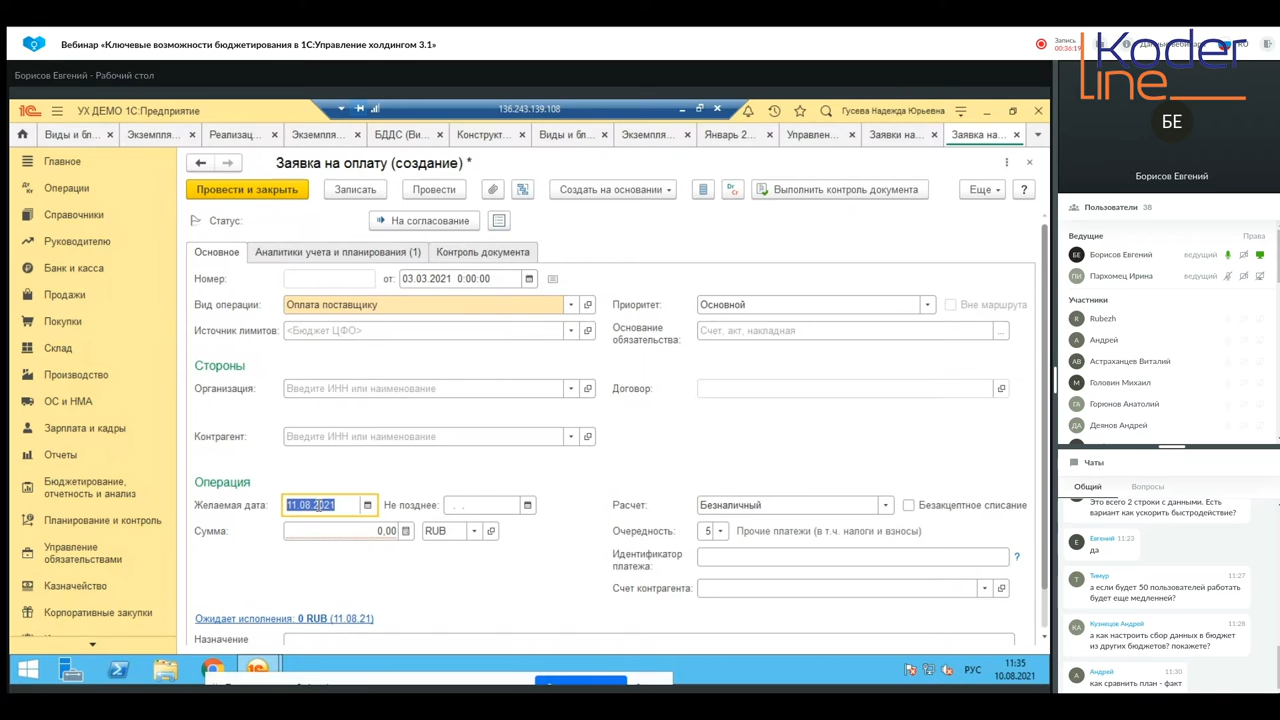 Вебинар «Ключевые возможности бюджетирования в 1С:Управление холдингом 3.1»
Запись
00:36:19
RU
Koder
line
Борисов Евгений - Рабочий стол
УХ ДЕМО 1С:Предприятие
136.243.139.108
Гусева Надежда Юрьевна
Виды и бл...
Экземпля...
Реализац...
Экземпля...
БДДС (Ви...
Конструкт...
Виды и бл...
Экземпля...
Январь 2...
Управлен...
Заявки на...
Заявка на...
Главное
Операции
Справочники
Руководителю
Банк и касса
Продажи
Покупки
Склад
Производство
ОС и НМА
Зарплата и кадры
Отчеты
Бюджетирование,
отчетность и анализ
Планирование и контроль
Управление
обязательствами
Казначейство
Корпоративные закупки
Заявка на оплату (создание) *
Провести и закрыть
Записать
Провести
Создать на основании
Выполнить контроль документа
Еще
?
Статус:
На согласование
Основное
Аналитики учета и планирования (1)
Контроль документа
Номер:
от:
03.03.2021 0:00:00
Вид операции:
Оплата поставщику
Приоритет:
Основной
Вне маршрута
Источник лимитов:
<Бюджет ЦФО>
Основание
обязательства:
Счет, акт, накладная
...
Стороны
Организация:
Введите ИНН или наименование
Договор:
Контрагент:
Введите ИНН или наименование
Операция
Желаемая дата:
11.08.2021
Не позднее:
. .
Расчет:
Безналичный
Безакцептное списание
Сумма:
0,00
RUB
Очередность:
5
Прочие платежи (в т.ч. налоги и взносы)
Идентификатор
платежа:
?
Счет контрагента:
Ожидает исполнения: 0 RUB (11.08.21)
Назначение
РУС
11:35
10.08.2021
БЕ
Борисов Евгений
Пользователи 38
Ведущие
Права
БЕ
Борисов Евгений
ведущий
ПИ
Пархомец Ирина
ведущий
Участники
R
Rubezh
А
Андрей
АВ
Астраханцев Виталий
ГМ
Головин Михаил
ГА
Горюнов Анатолий
ДА
Деянов Андрей
Чаты
Общий
Вопросы
Это всего 2 строки с данными. Есть
вариант как ускорить быстродействие?
Е
Евгений 11:23
да
Т
Тимур 11:27
а если будет 50 пользователей работать
будет еще медленней?
КА
Кузнецов Андрей 11:28
а как настроить сбор данных в бюджет
из других бюджетов? покажете?
А
Андрей 11:30
как сравнить план - факт